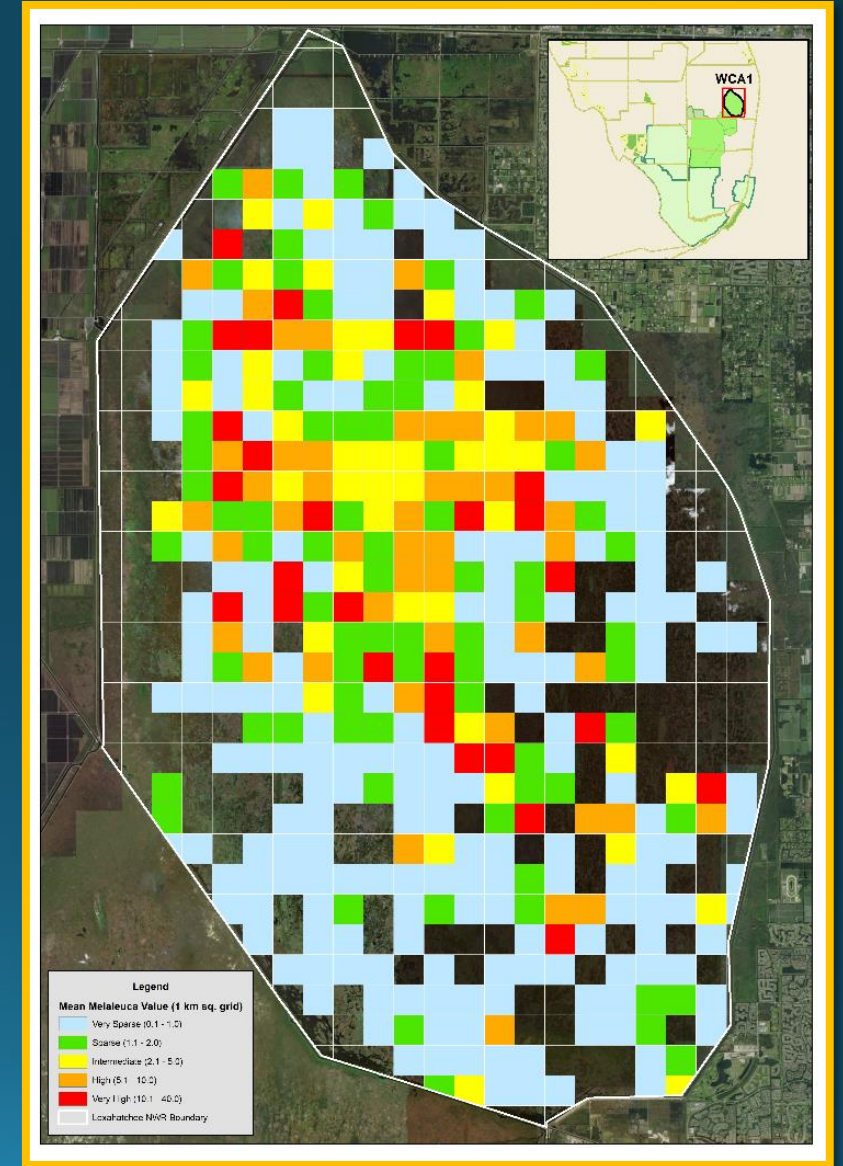 WCA1
Legend
Mean Melaleuca Value (1 km sq. grid)
Very Sparse (0.1 - 1.0)
Sparse (1.1 - 2.0)
Intermediate (2.1 - 5.0)
High (5.1 - 10.0)
Very High (10.1 - 40.0)
Loxahatchee NWR Boundary